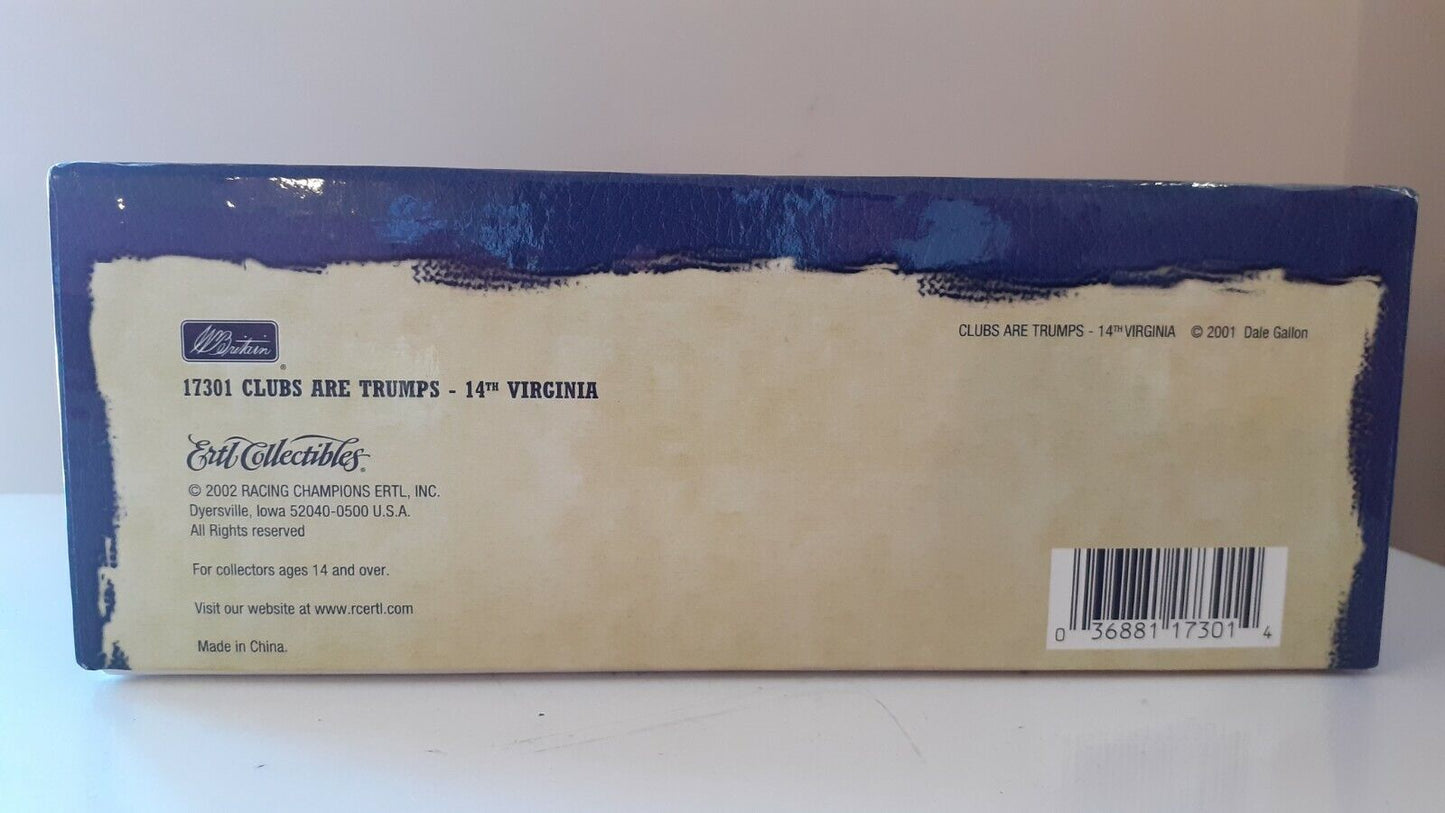 WBritain®
CLUBS ARE TRUMPS - 14TH VIRGINIA © 2001 Dale Gallon
17301 CLUBS ARE TRUMPS - 14TH VIRGINIA
Ertl Collectibles®
© 2002 RACING CHAMPIONS ERTL, INC.
Dyersville, Iowa 52040-0500 U.S.A.
All Rights reserved
For collectors ages 14 and over.
Visit our website at www.rcertl.com
Made in China.
0 36881 17301 4